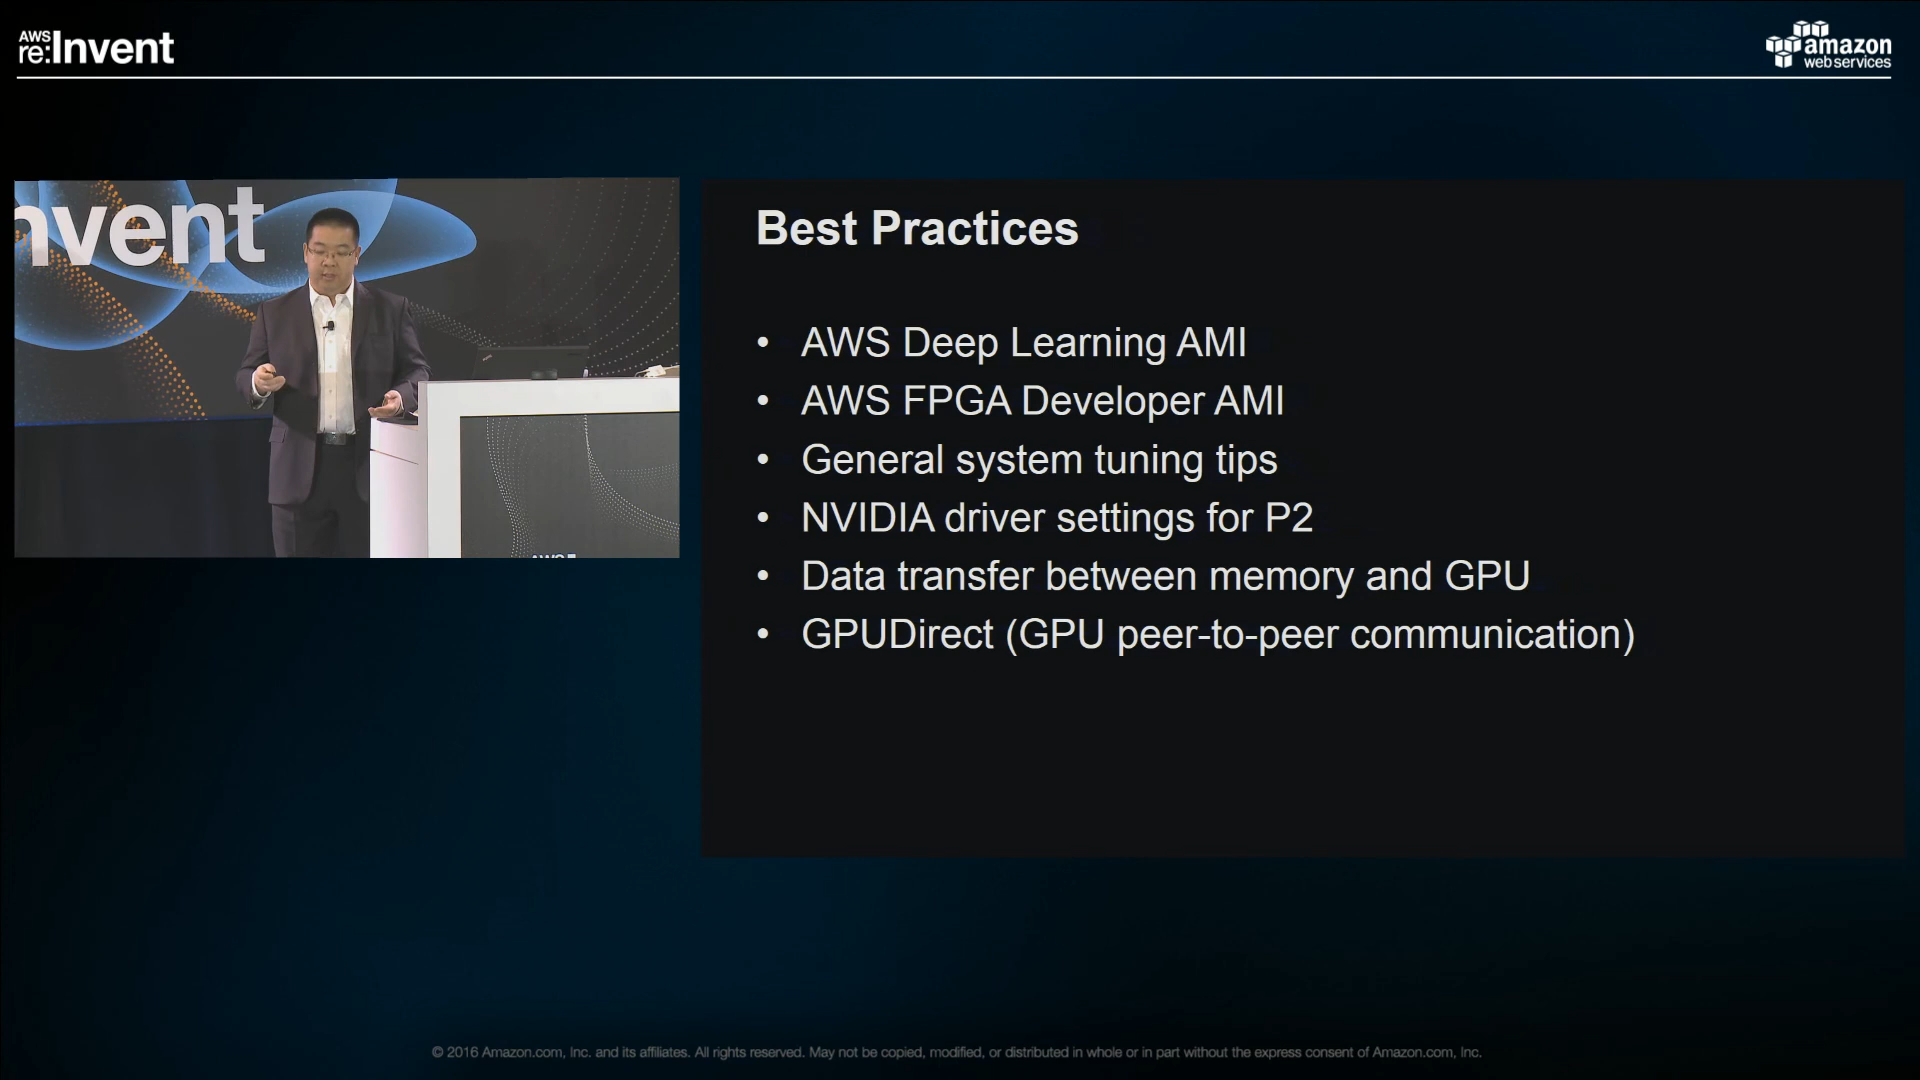 AWS
re:Invent
amazon
web services
nvent
Best Practices
• AWS Deep Learning AMI
• AWS FPGA Developer AMI
• General system tuning tips
• NVIDIA driver settings for P2
• Data transfer between memory and GPU
• GPUDirect (GPU peer-to-peer communication)
© 2016 Amazon.com, Inc. and its affiliates. All rights reserved. May not be copied, modified, or distributed in whole or in part without the express consent of Amazon.com, Inc.